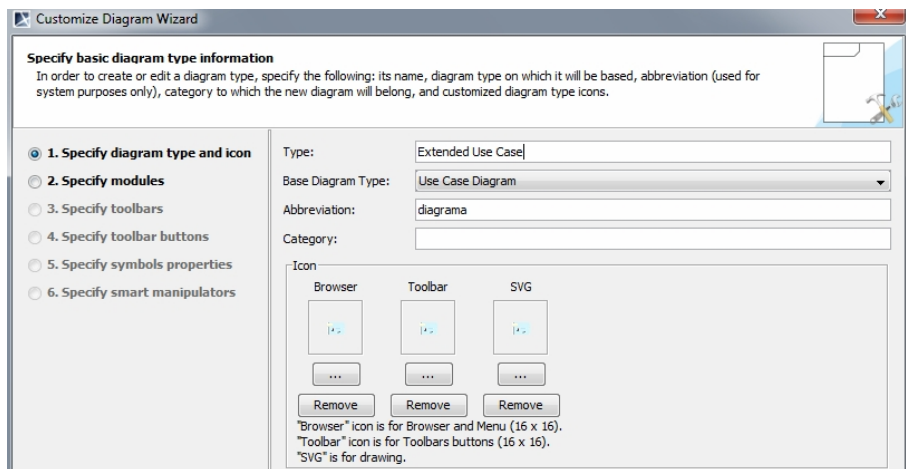 Customize Diagram Wizard
Specify basic diagram type information
In order to create or edit a diagram type, specify the following: its name, diagram type on which it will be based, abbreviation (used for
system purposes only), category to which the new diagram will belong, and customized diagram type icons.
1. Specify diagram type and icon
2. Specify modules
3. Specify toolbars
4. Specify toolbar buttons
5. Specify symbols properties
6. Specify smart manipulators
Type: Extended Use Case
Base Diagram Type: Use Case Diagram
Abbreviation: diagrama
Category:
Icon
Browser Toolbar SVG
... ... ...
Remove Remove Remove
"Browser" icon is for Browser and Menu (16 x 16).
"Toolbar" icon is for Toolbars buttons (16 x 16).
"SVG" is for drawing.